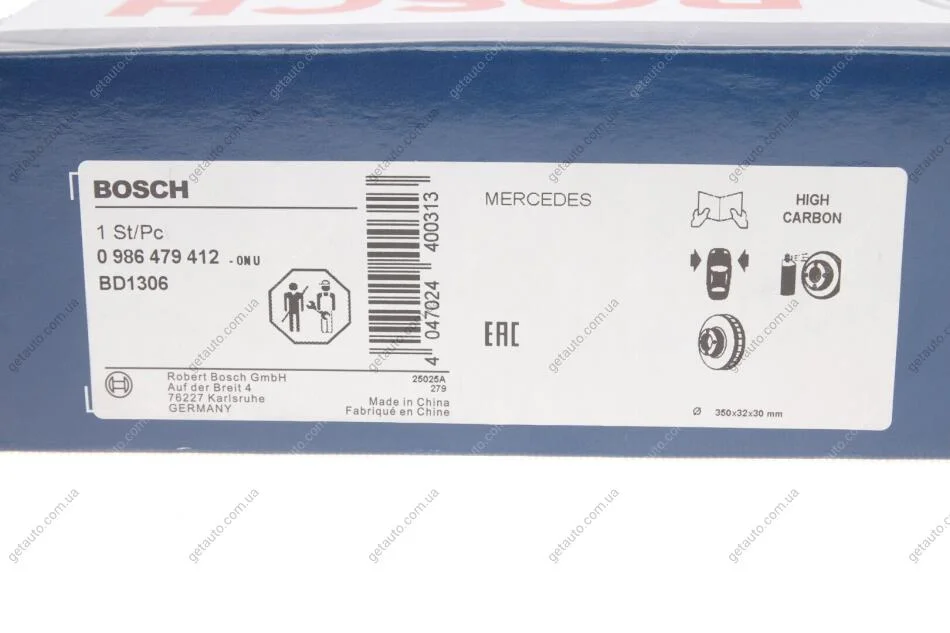 BOSCH
BOSCH
1 St/Pc
0 986 479 412 - ONU
BD1306
4 047024 400313
MERCEDES
EAC
HIGH
CARBON
Ø 350x32x30 mm
Robert Bosch GmbH
Auf der Breit 4
76227 Karlsruhe
GERMANY
25025A
279
Made in China
Fabriqué en Chine
getauto.com.ua